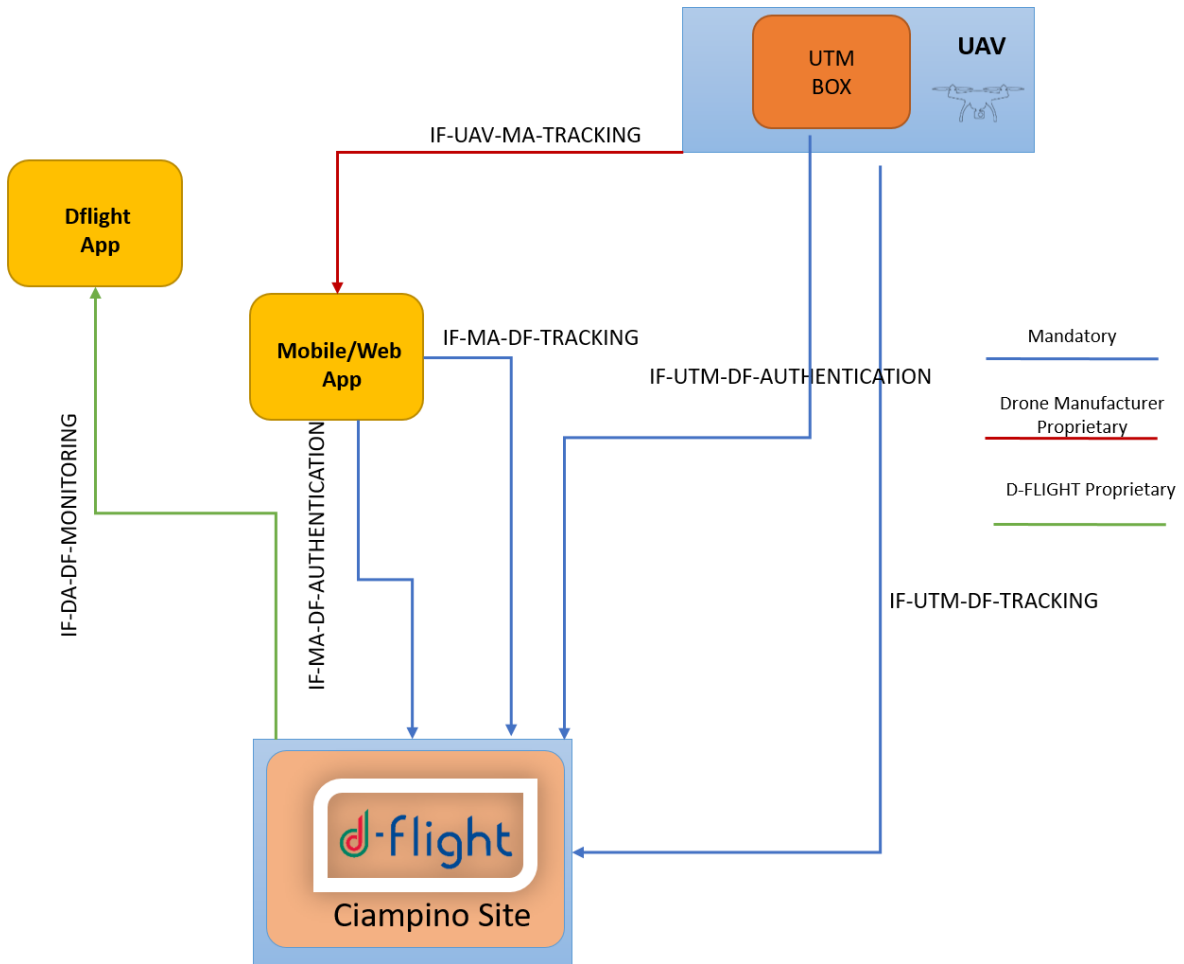 UTM
BOX
UAV
IF-UAV-MA-TRACKING
Dflight
App
Mobile/Web
App
IF-MA-DF-TRACKING
IF-UTM-DF-AUTHENTICATION
Mandatory
Drone Manufacturer
Proprietary
D-FLIGHT Proprietary
IF-DA-DF-MONITORING
IF-MA-DF-AUTHENTICATION
IF-UTM-DF-TRACKING
d-flight
Ciampino Site